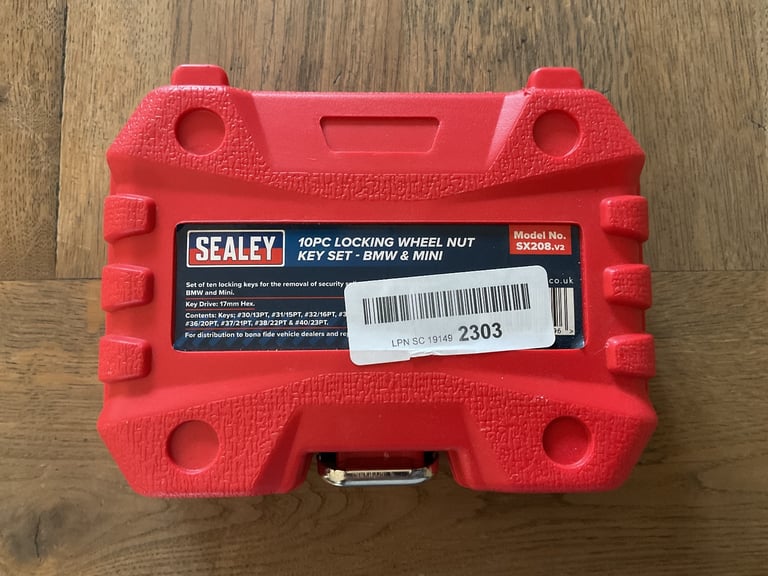 SEALEY
10PC LOCKING WHEEL NUT
KEY SET - BMW & MINI
Model No.
SX208.V2
Set of ten locking keys for the removal of security
BMW and Mini.
.co.uk
Key Drive: 17mm Hex.
Contents: Keys; #30/13PT, #31/15PT, #32/16PT,
#36/20PT, #37/21PT, #38/22PT & #40/23PT.
For distribution to bona fide vehicle dealers and
LPN SC 19149 2303